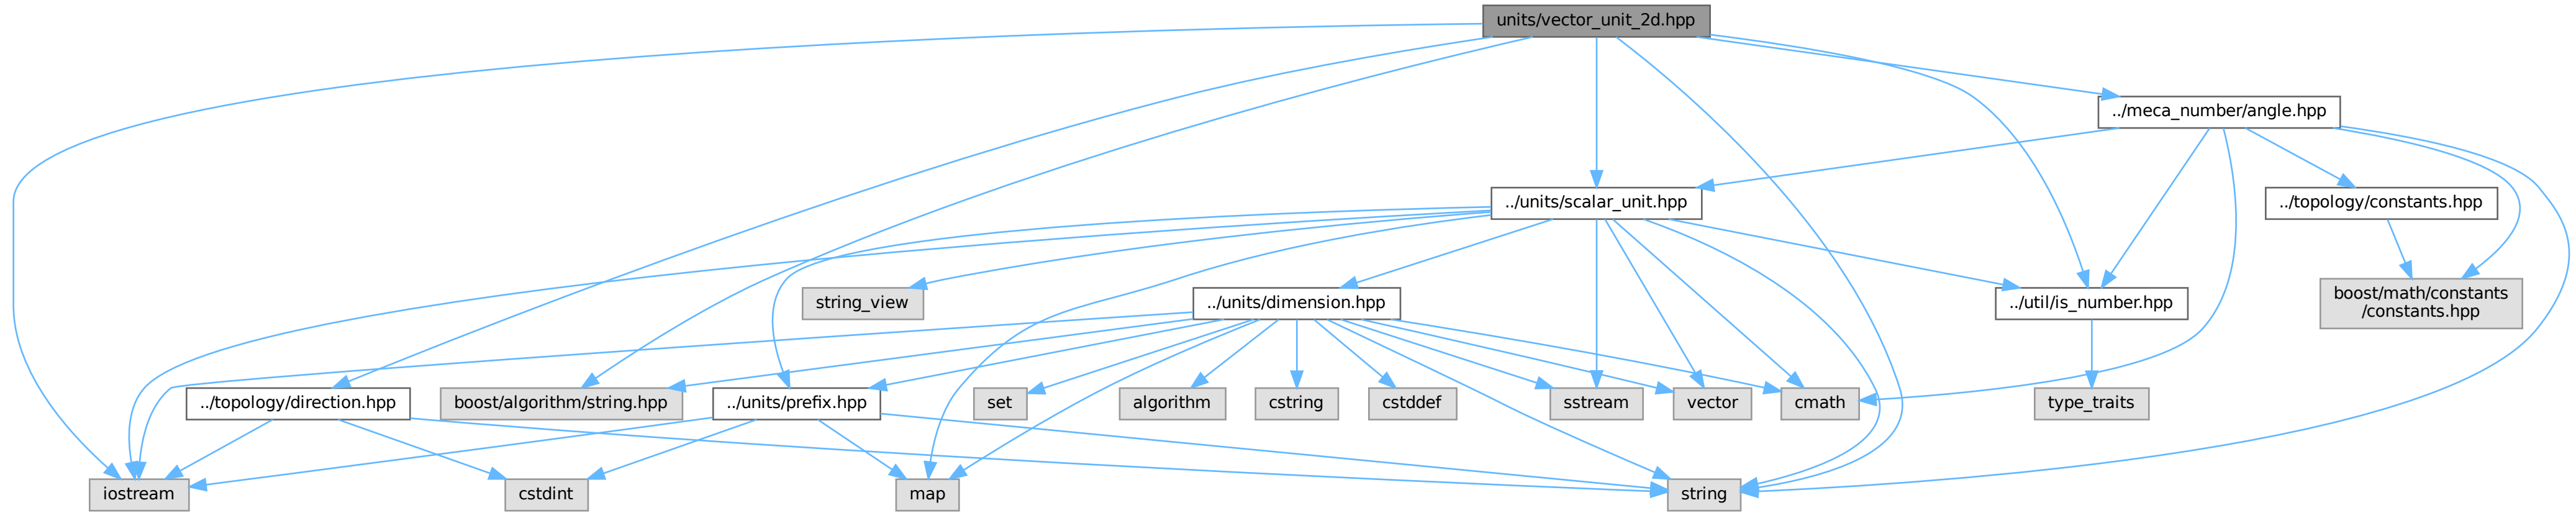 units/vector_unit_2d.hpp
../meca_number/angle.hpp
../units/scalar_unit.hpp
../topology/constants.hpp
string_view
../units/dimension.hpp
../util/is_number.hpp
boost/math/constants
/constants.hpp
../topology/direction.hpp
boost/algorithm/string.hpp
../units/prefix.hpp
set
algorithm
cstring
cstddef
sstream
vector
cmath
type_traits
iostream
cstdint
map
string